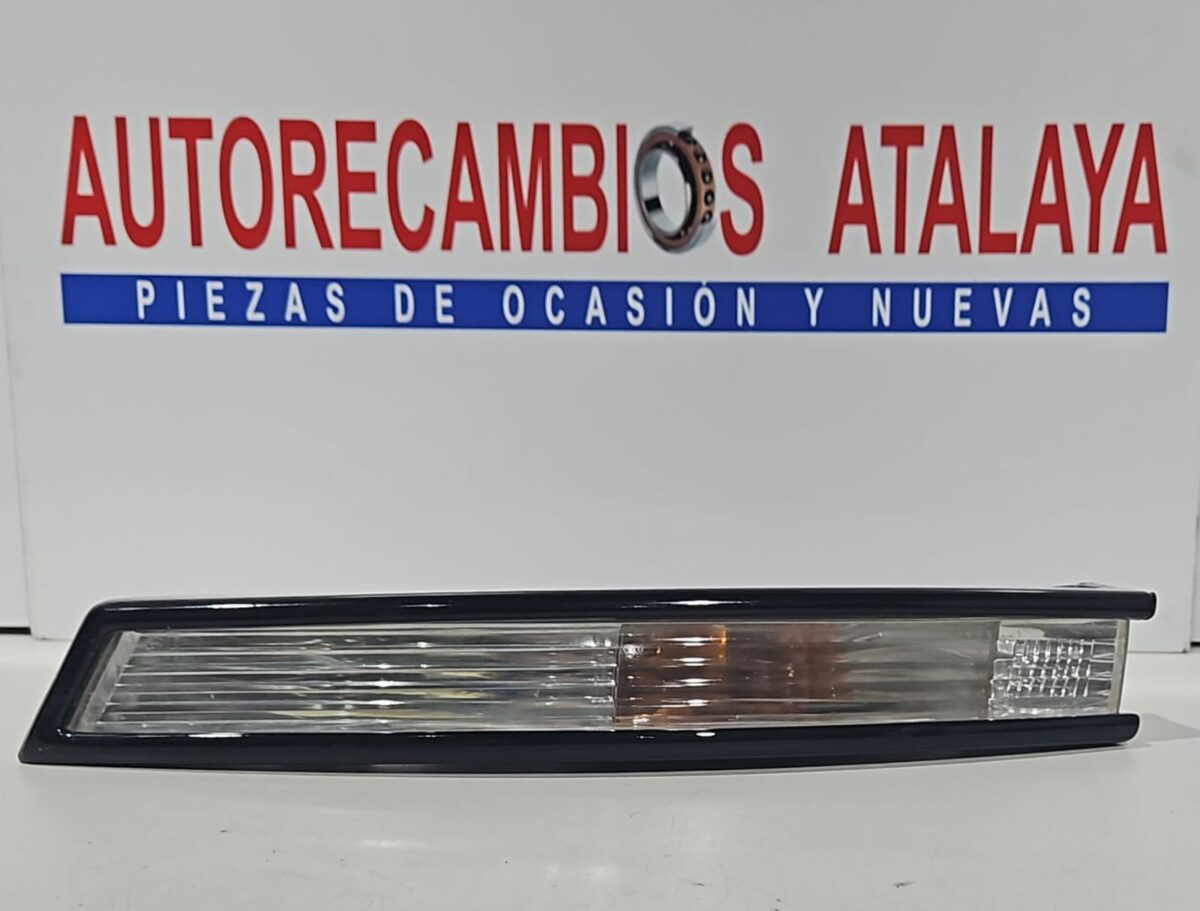 AUTORECAMBIOS ATALAYA
PIEZAS DE OCASIÓN Y NUEVAS